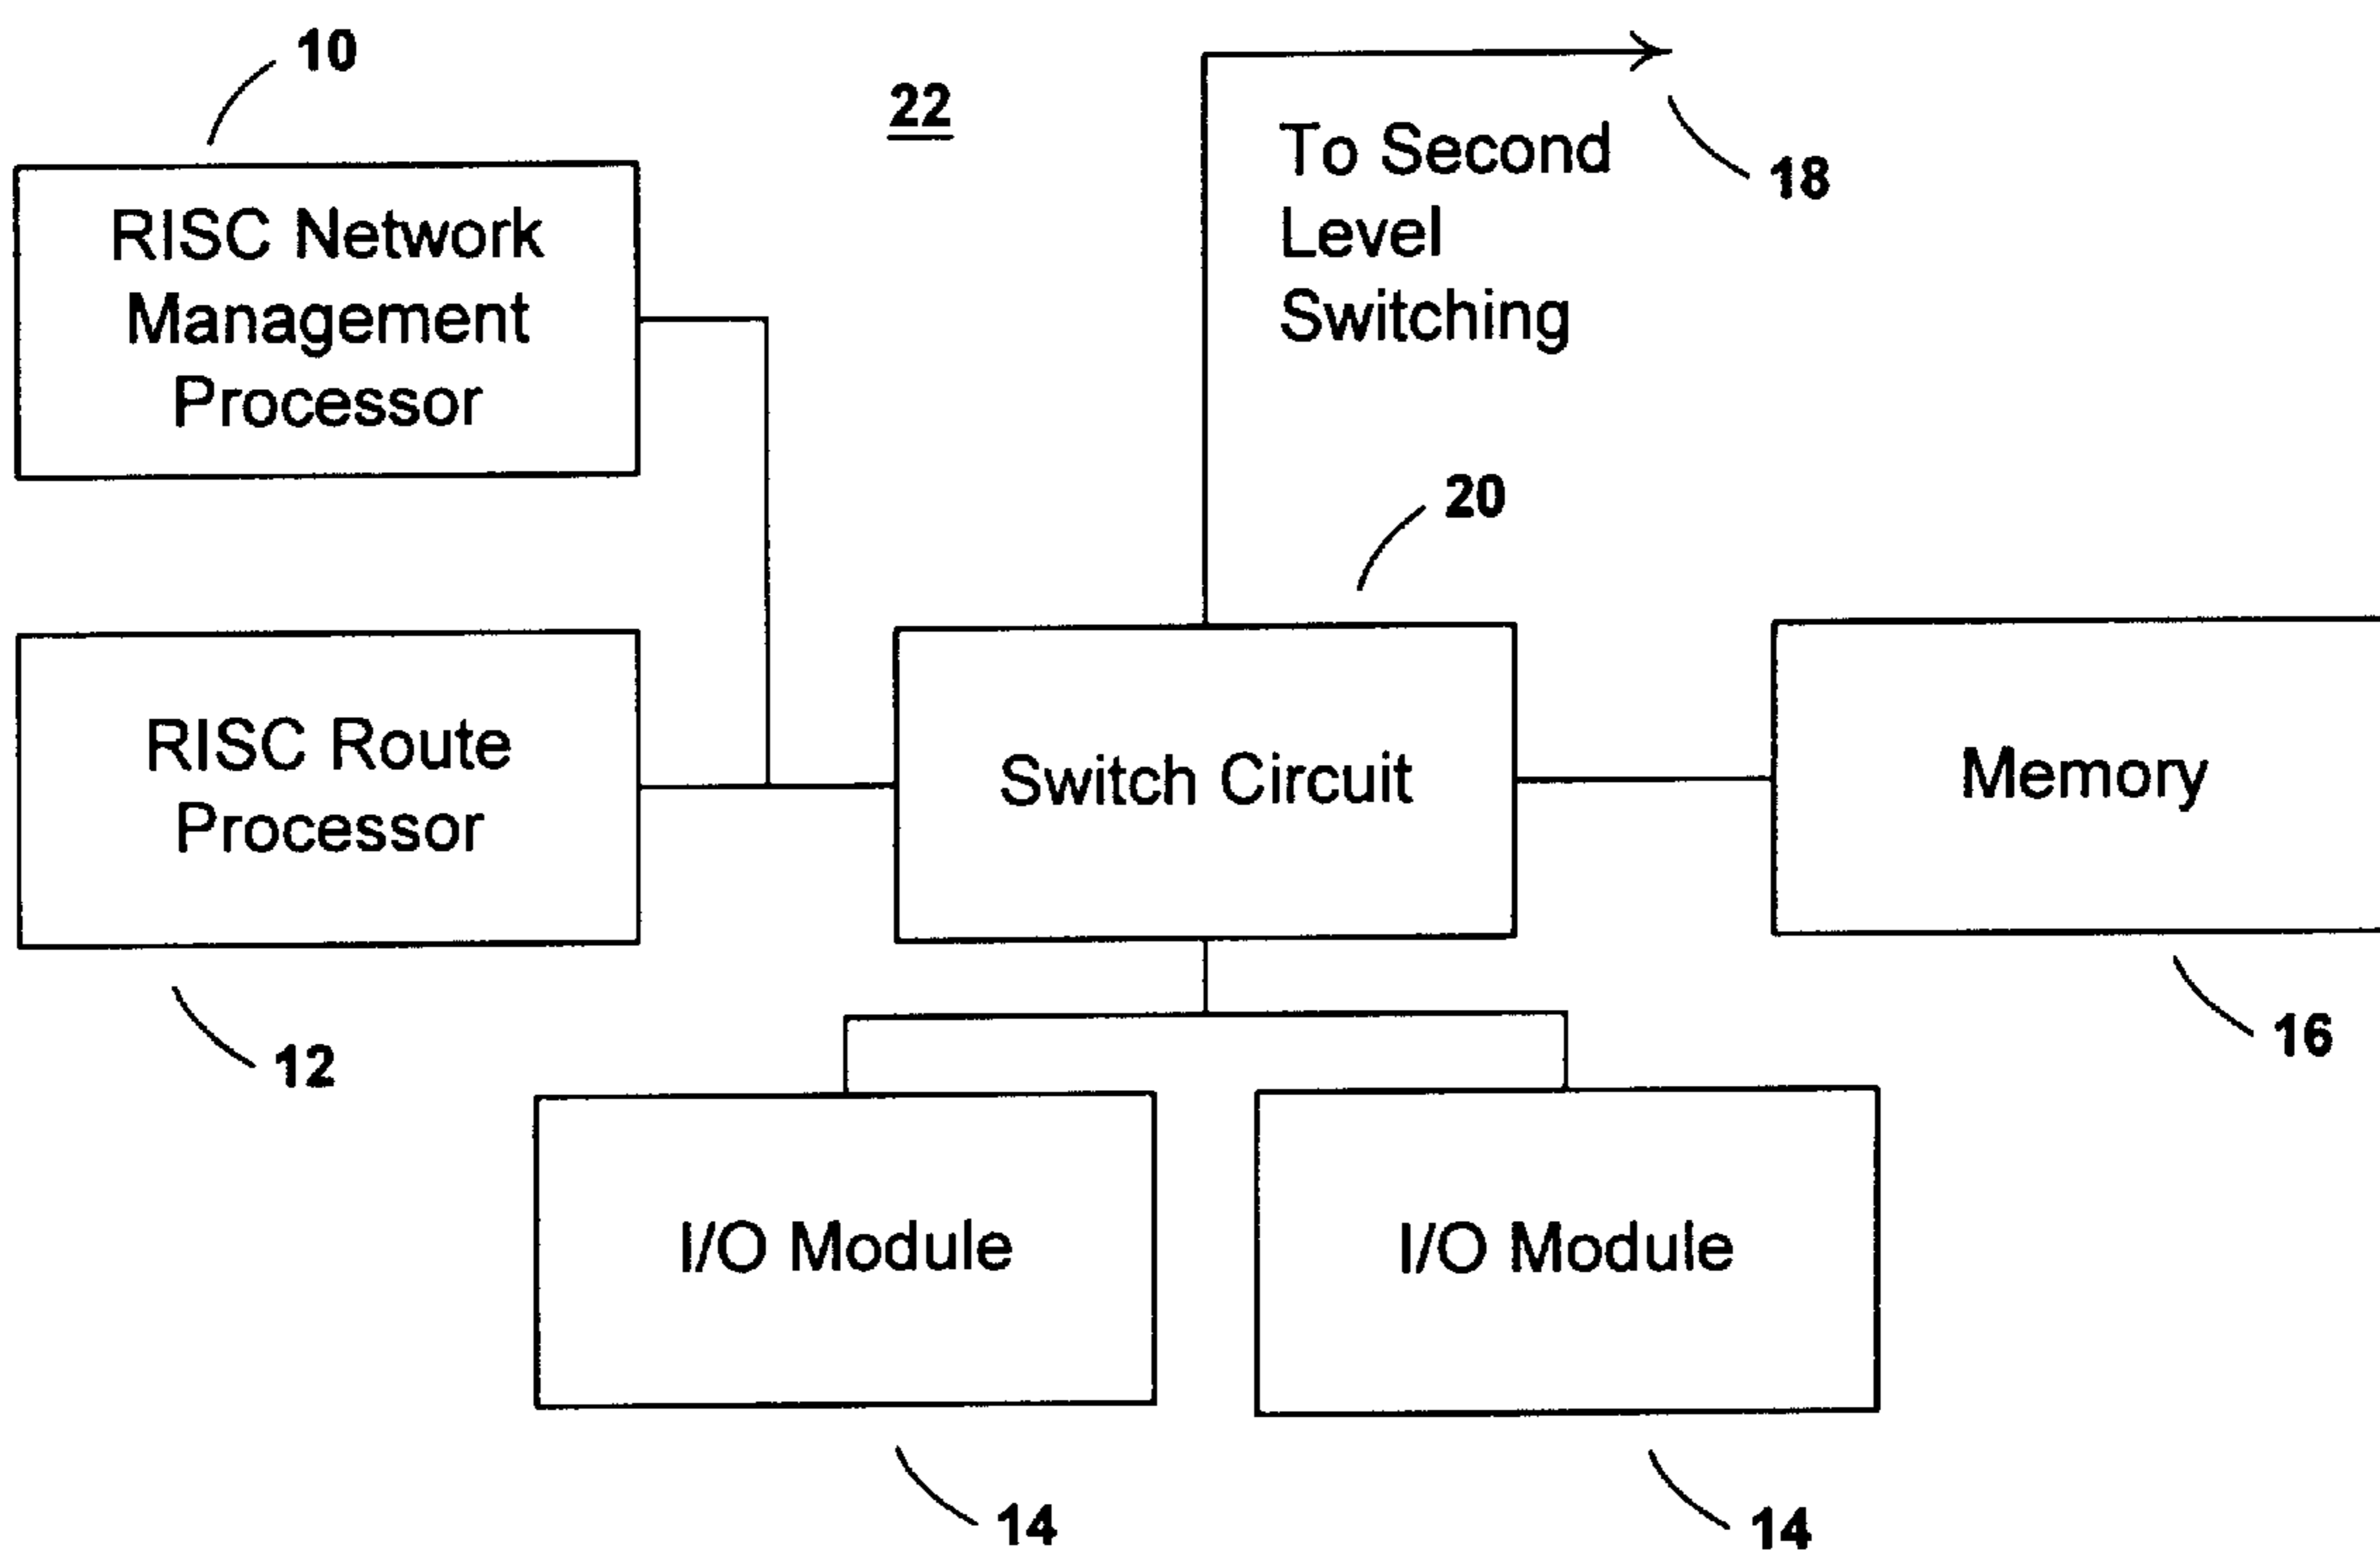 10
22
To Second
Level
Switching
18
RISC Network
Management
Processor
20
RISC Route
Processor
Switch Circuit
Memory
12
16
I/O Module
I/O Module
14
14